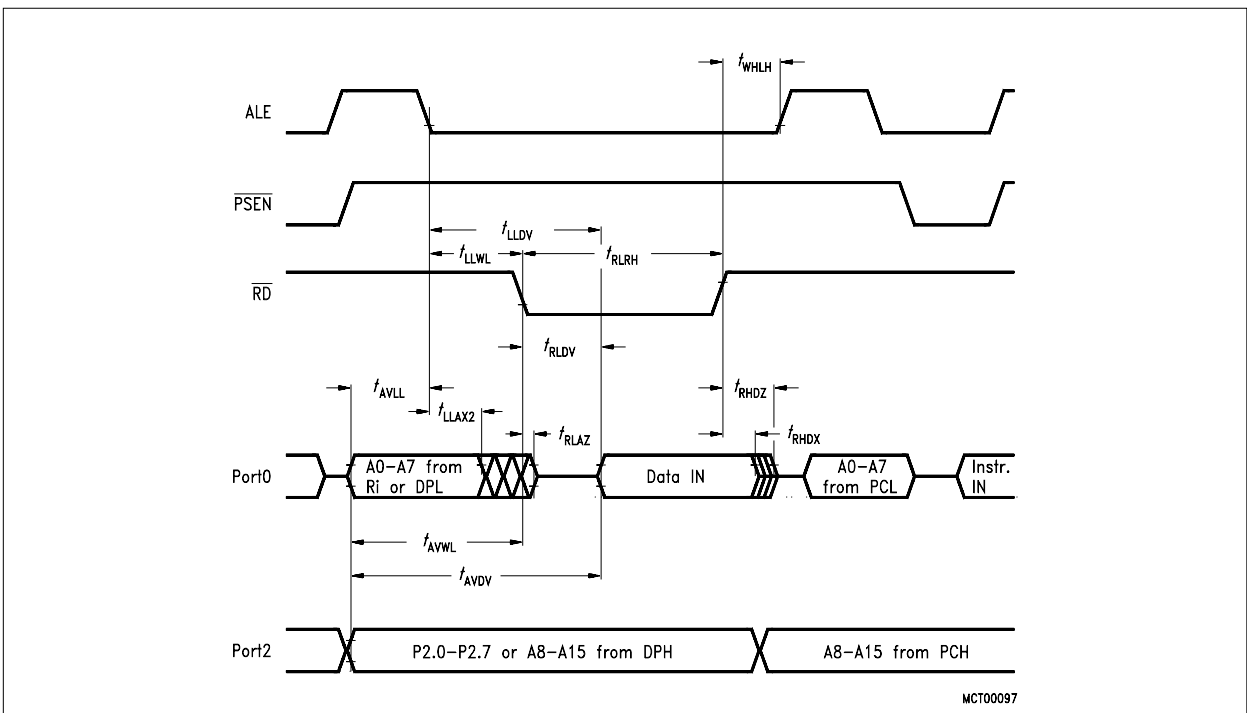 tWHLH
ALE
PSEN
tLLDV
tLLWL
tRLRH
RD
tRLDV
tAVLL
tRHDZ
tLLAX2
tRLAZ
tRHDX
Port0
A0-A7 from
Ri or DPL
Data IN
A0-A7
from PCL
Instr.
IN
tAVWL
tAVDV
Port2
P2.0-P2.7 or A8-A15 from DPH
A8-A15 from PCH
MCT00097